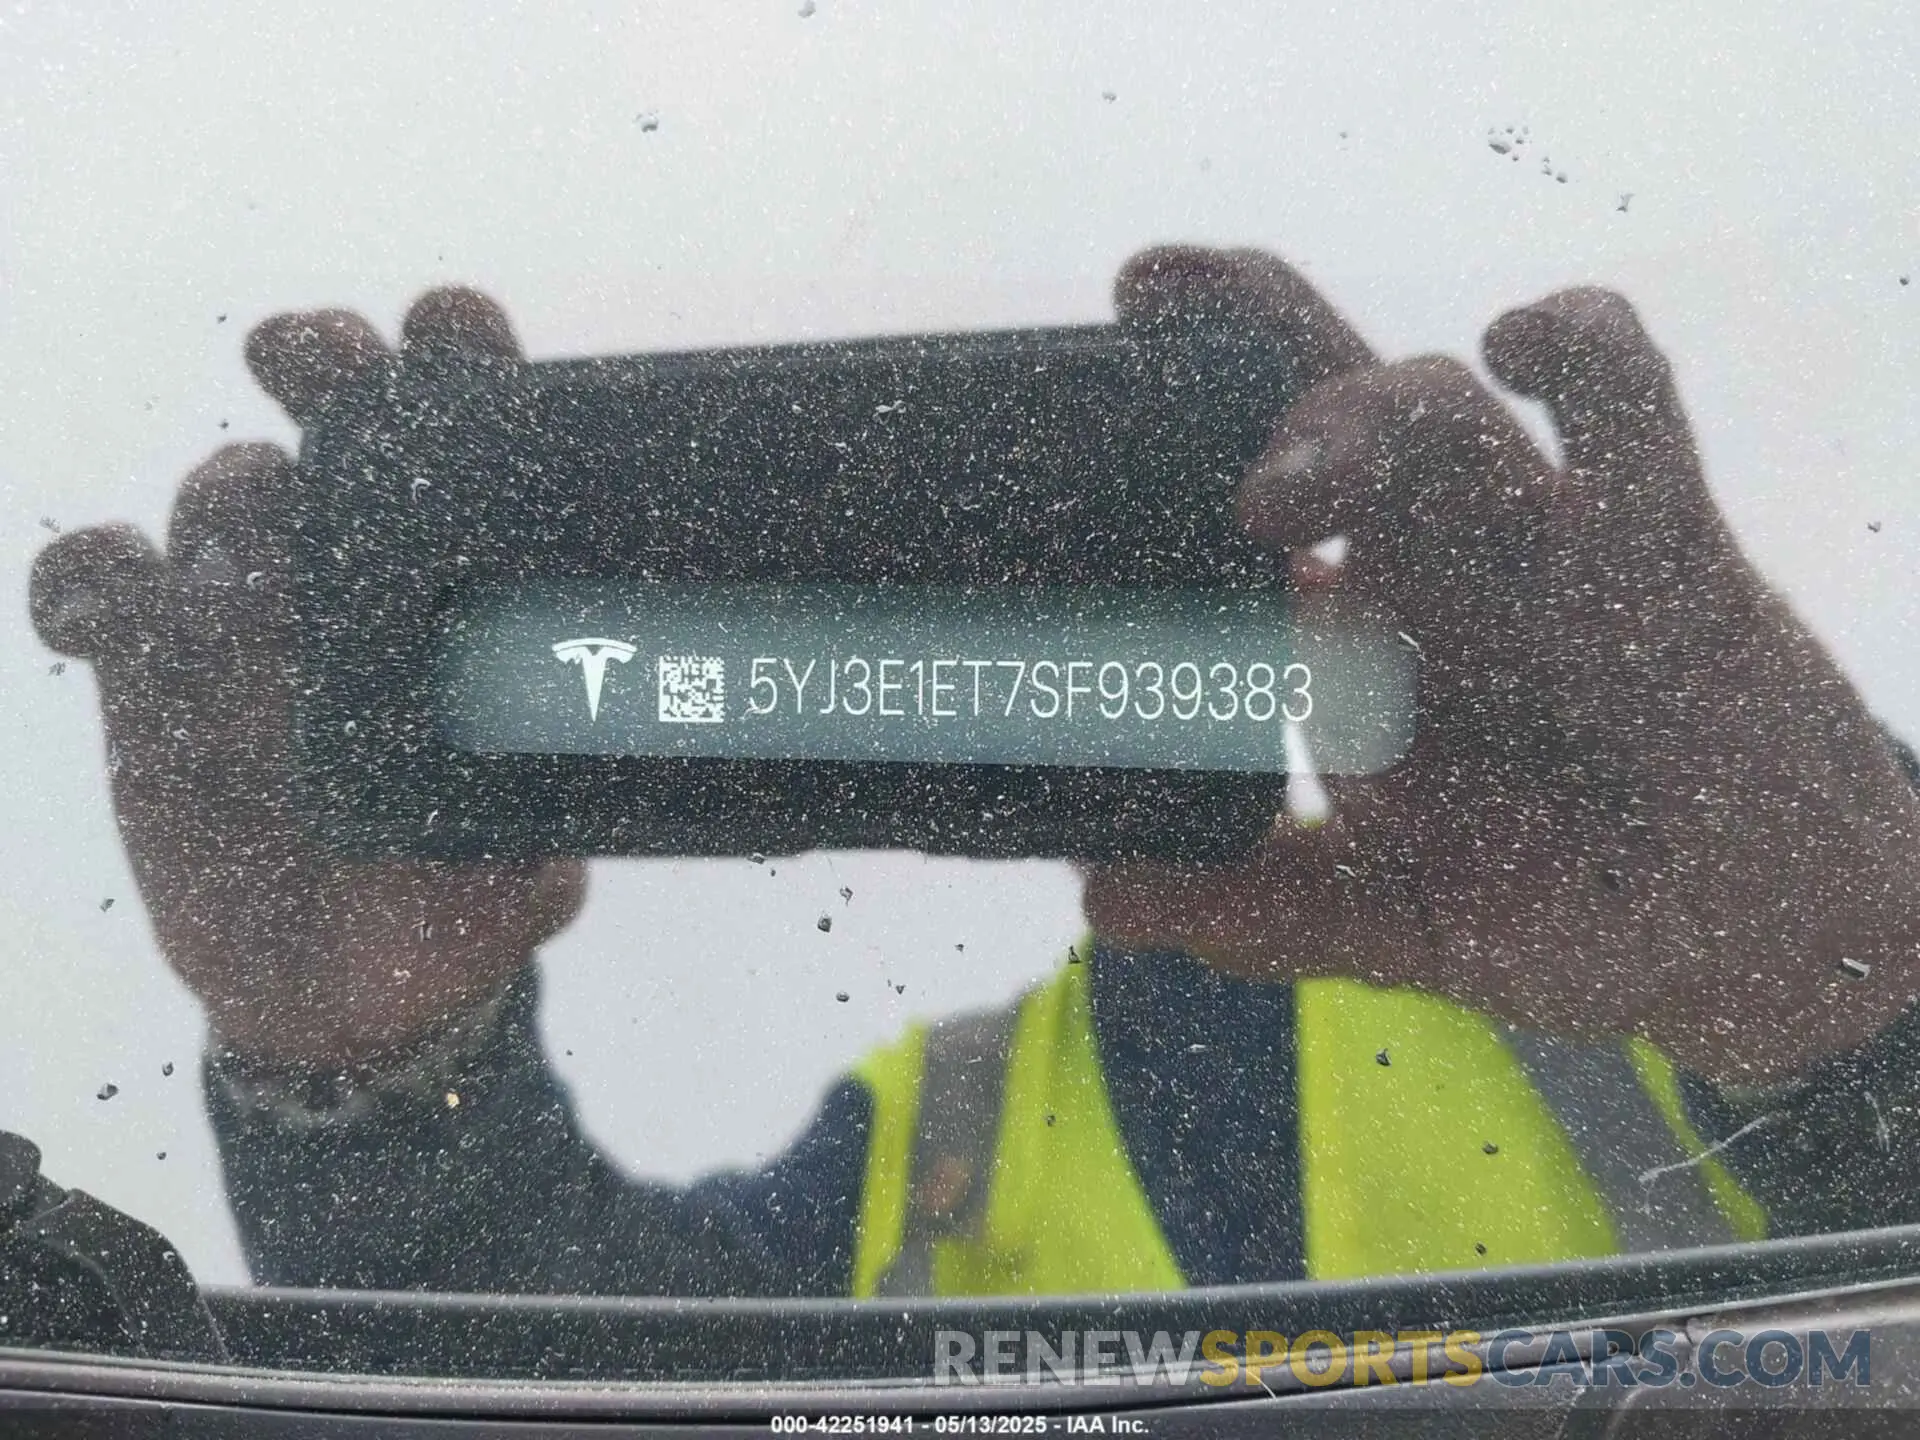 5YJ3E1ET7SF939383
RENEWSPORTSCARS.COM
000-42251941 - 05/13/2025 - IAA Inc.